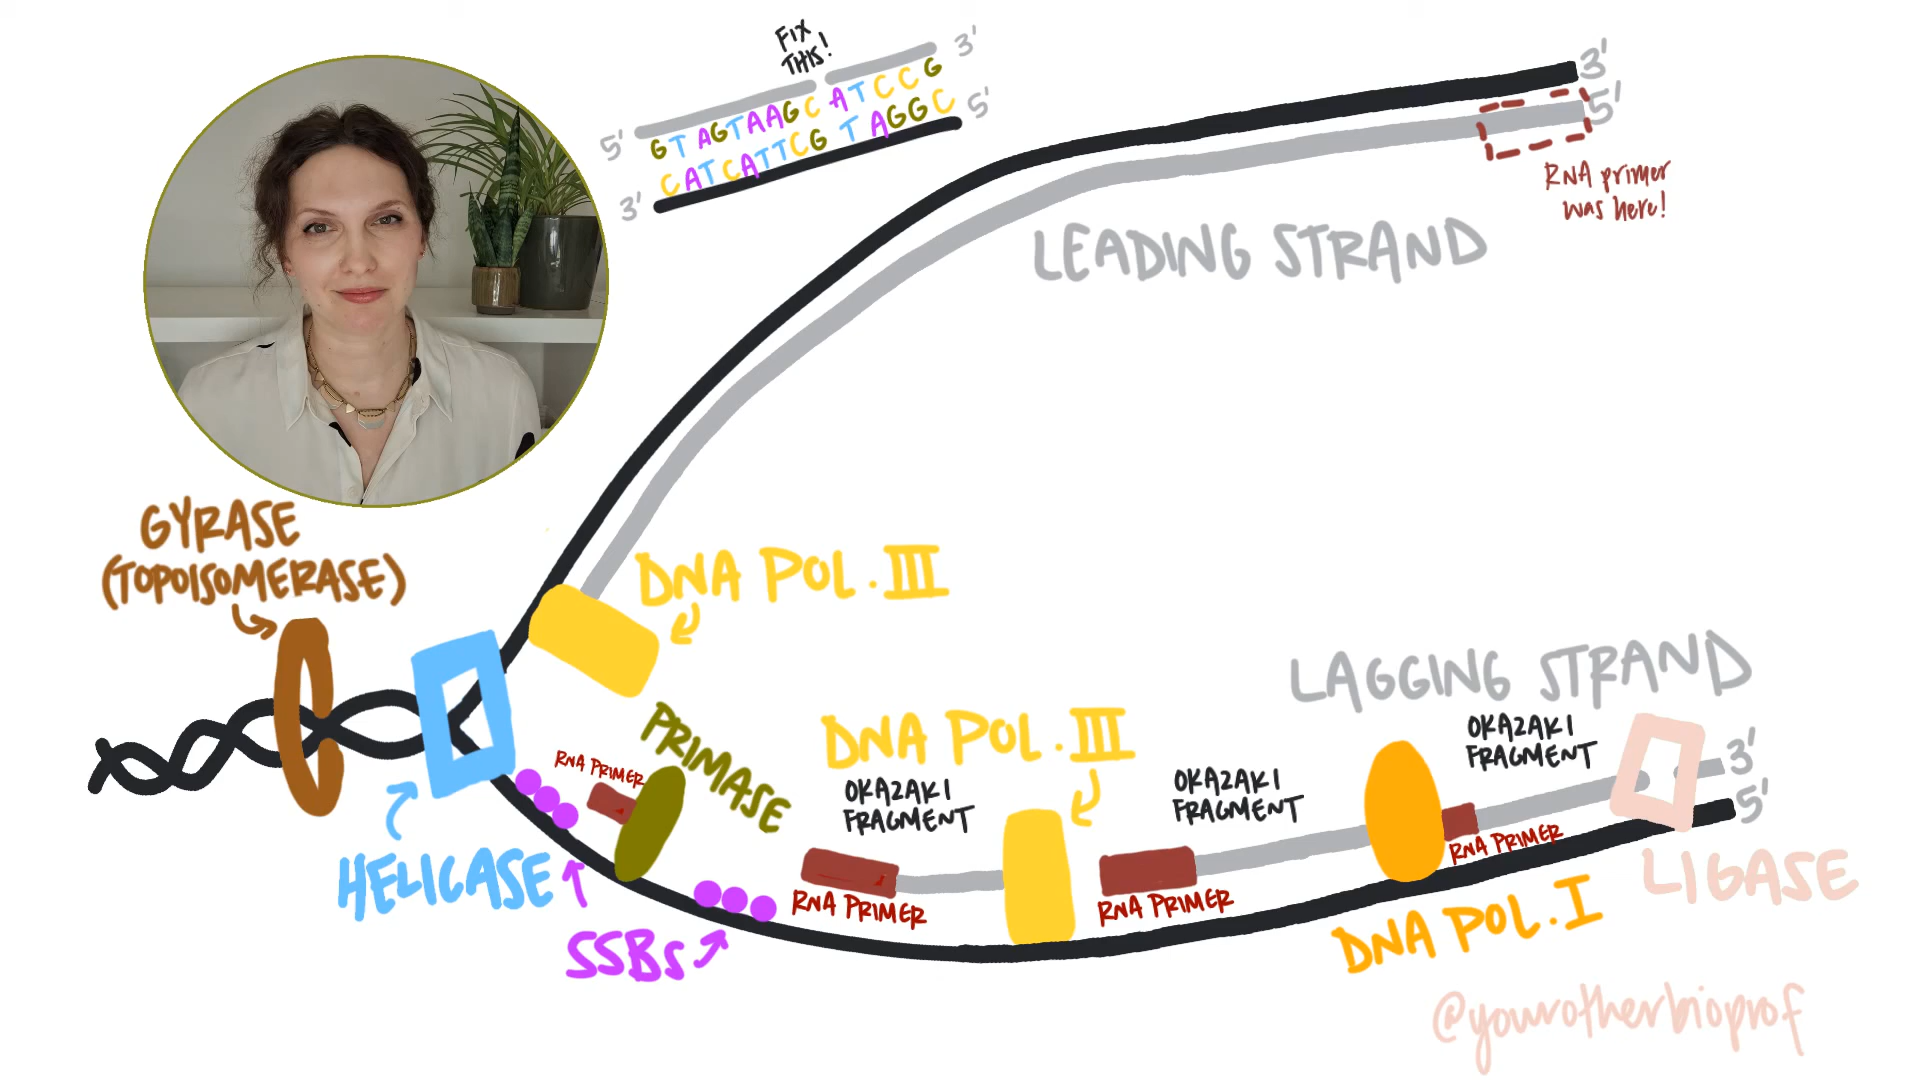 FIX
THIS!
5' 3'
GTAGTAAGCATCCG
CATCATTCGTAGGC
3' 5'
3'
5'
RNA primer
was here!
LEADING STRAND
GYRASE
(TOPOISOMERASE)
DNA POL. III
HELICASE
SSBs
RNA PRIMER
PRIMASE
DNA POL. III
OKAZAKI
FRAGMENT
RNA PRIMER
OKAZAKI
FRAGMENT
RNA PRIMER
LAGGING STRAND
OKAZAKI
FRAGMENT
3'
5'
RNA PRIMER
DNA POL. I
LIGASE
@yourotherbioprof